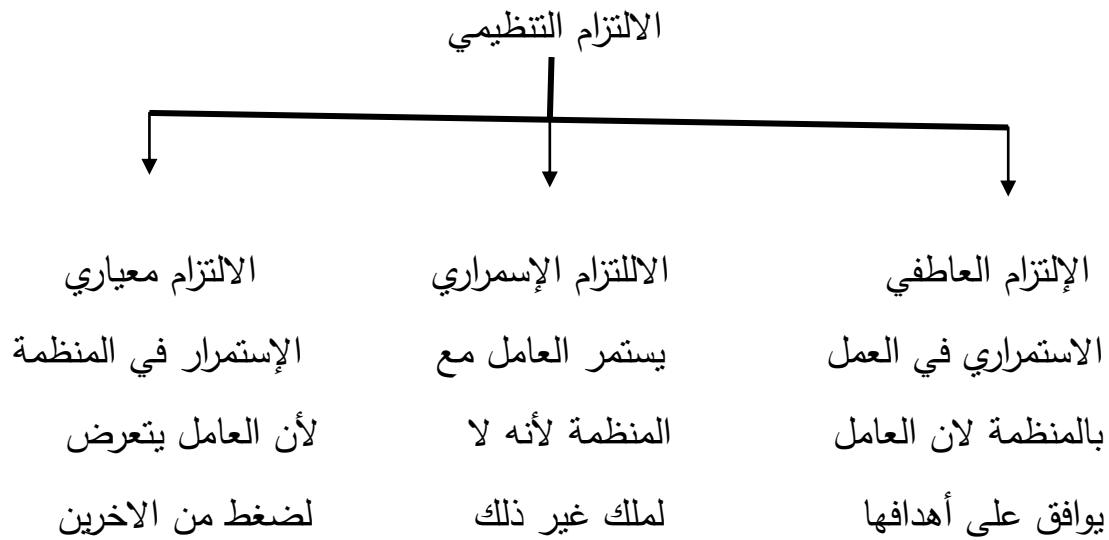 الالتزام التنظيمي
الإلتزام العاطفي
الاستمراري في العمل
بالمنظمة لان العامل
يوافق على أهدافها
الاللتزام الإسمراري
يستمر العامل مع
المنظمة لأنه لا
لملك غير ذلك
الالتزام معياري
الإستمرار في المنظمة
لأن العامل يتعرض
لضغط من الاخرين